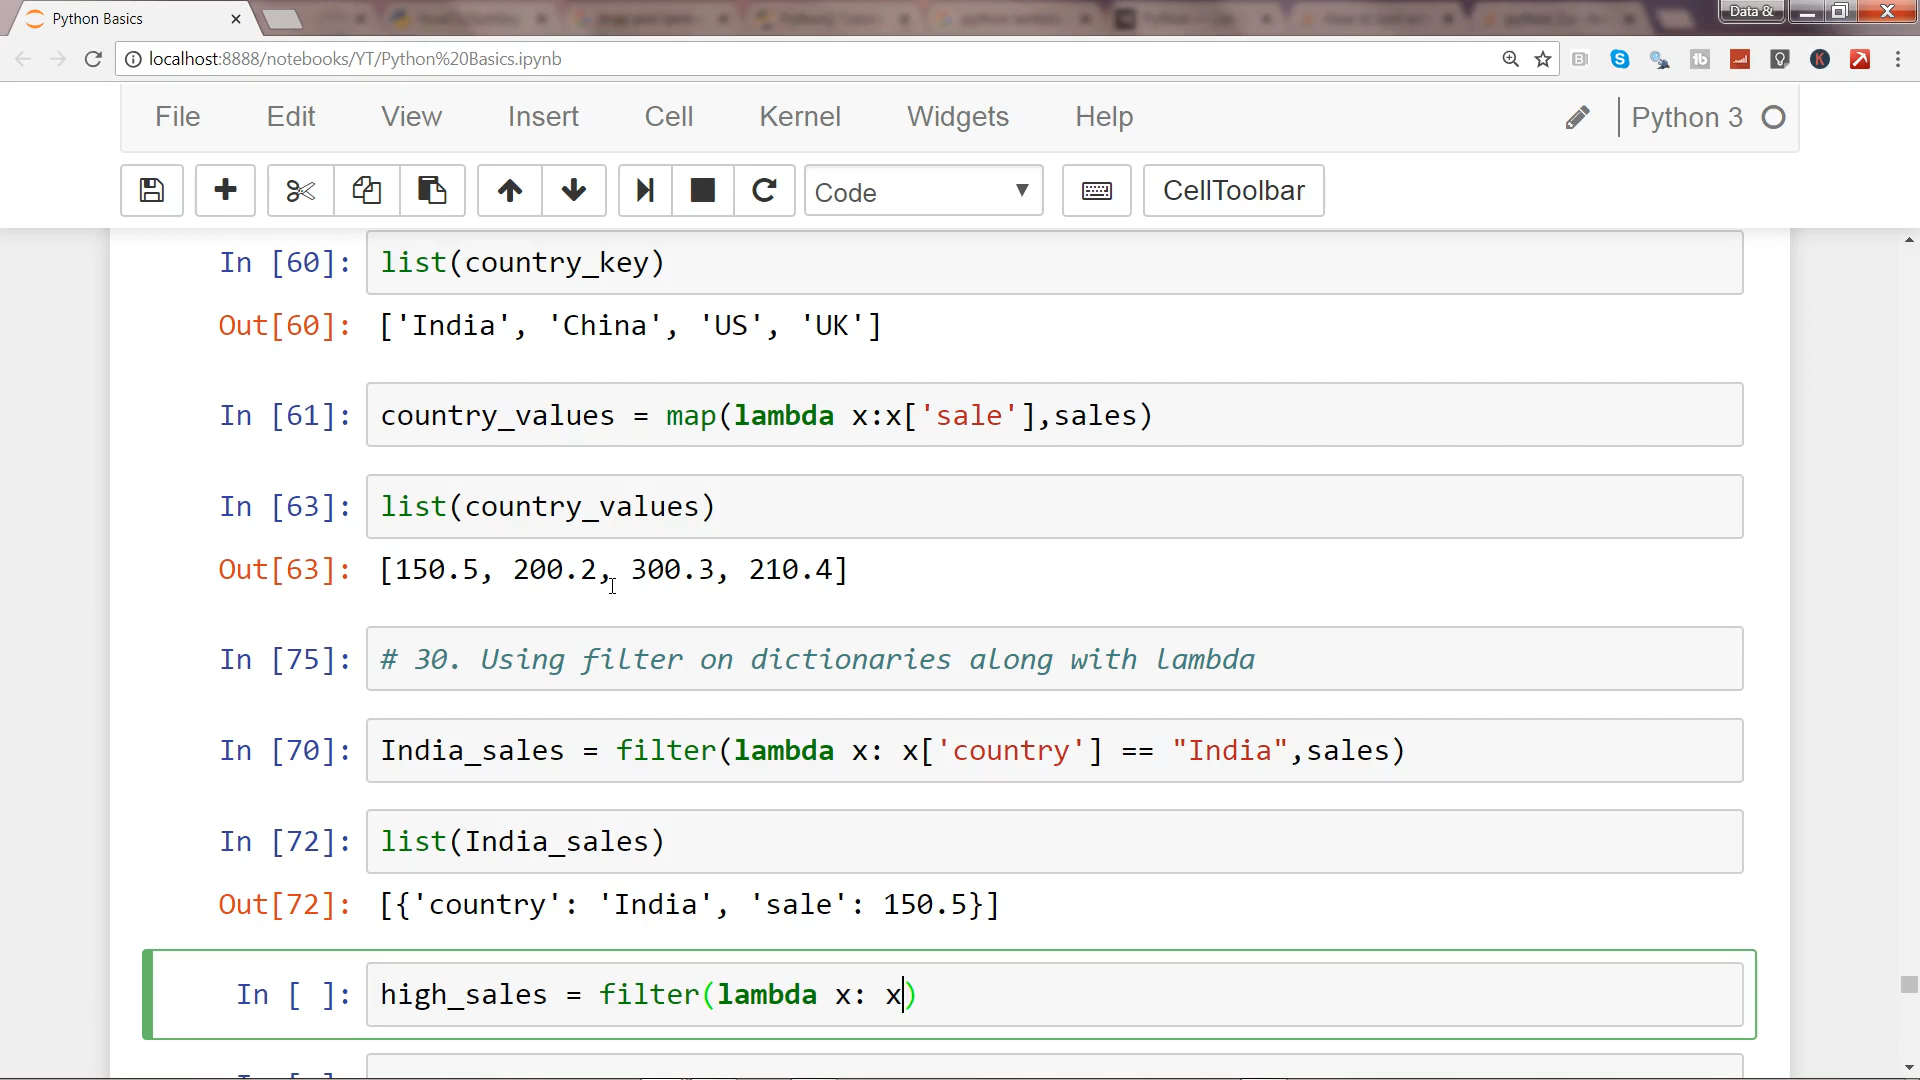 Python Basics
Data &
localhost:8888/notebooks/YT/Python%20Basics.ipynb
File Edit View Insert Cell Kernel Widgets Help Python 3
Code CellToolbar
In [60]: list(country_key)
Out[60]: ['India', 'China', 'US', 'UK']
In [61]: country_values = map(lambda x:x['sale'],sales)
In [63]: list(country_values)
Out[63]: [150.5, 200.2, 300.3, 210.4]
In [75]: # 30. Using filter on dictionaries along with lambda
In [70]: India_sales = filter(lambda x: x['country'] == "India",sales)
In [72]: list(India_sales)
Out[72]: [{'country': 'India', 'sale': 150.5}]
In [ ]: high_sales = filter(lambda x: x)